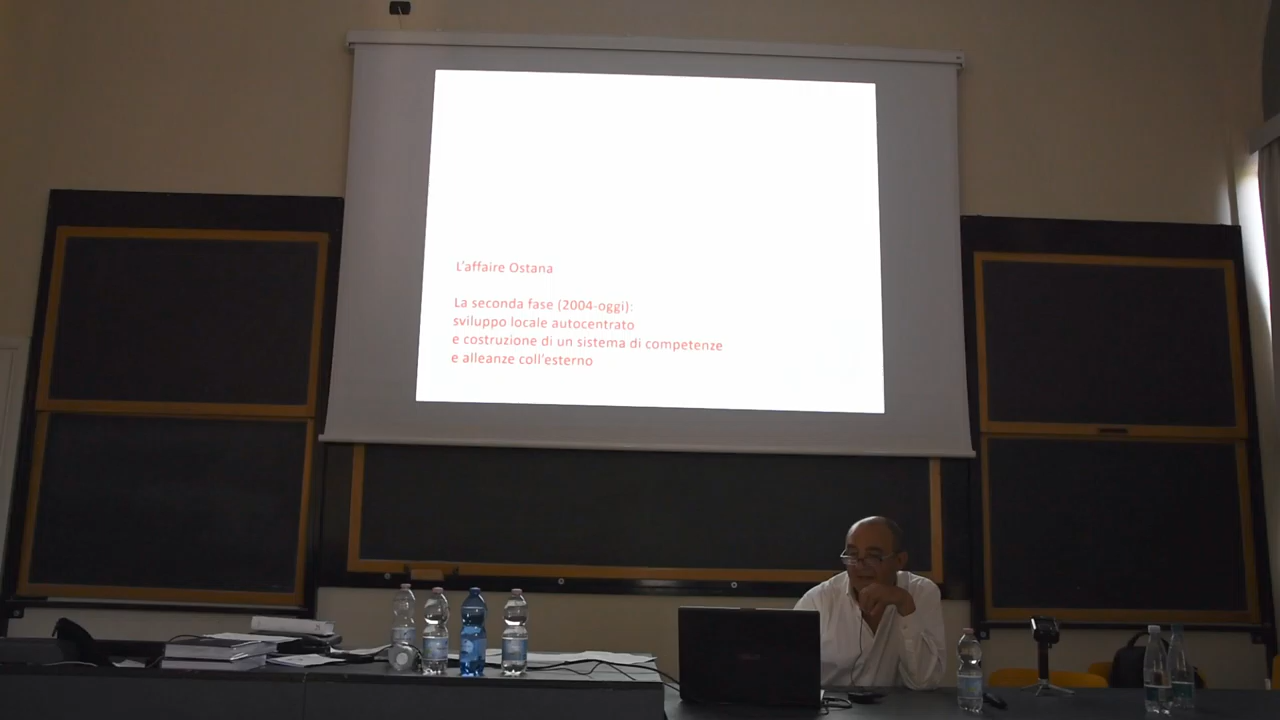 L'affaire Ostana
La seconda fase (2004-oggi):
sviluppo locale autocentrato
e costruzione di un sistema di competenze
e alleanze coll'esterno